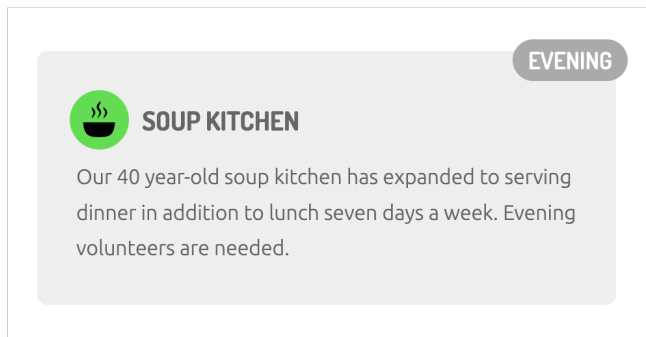 EVENING
SOUP KITCHEN
Our 40 year-old soup kitchen has expanded to serving
dinner in addition to lunch seven days a week. Evening
volunteers are needed.